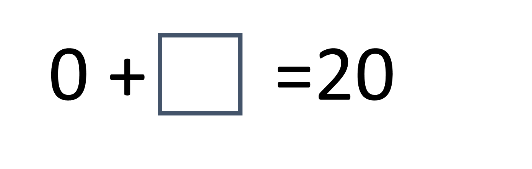 0 + □ =20